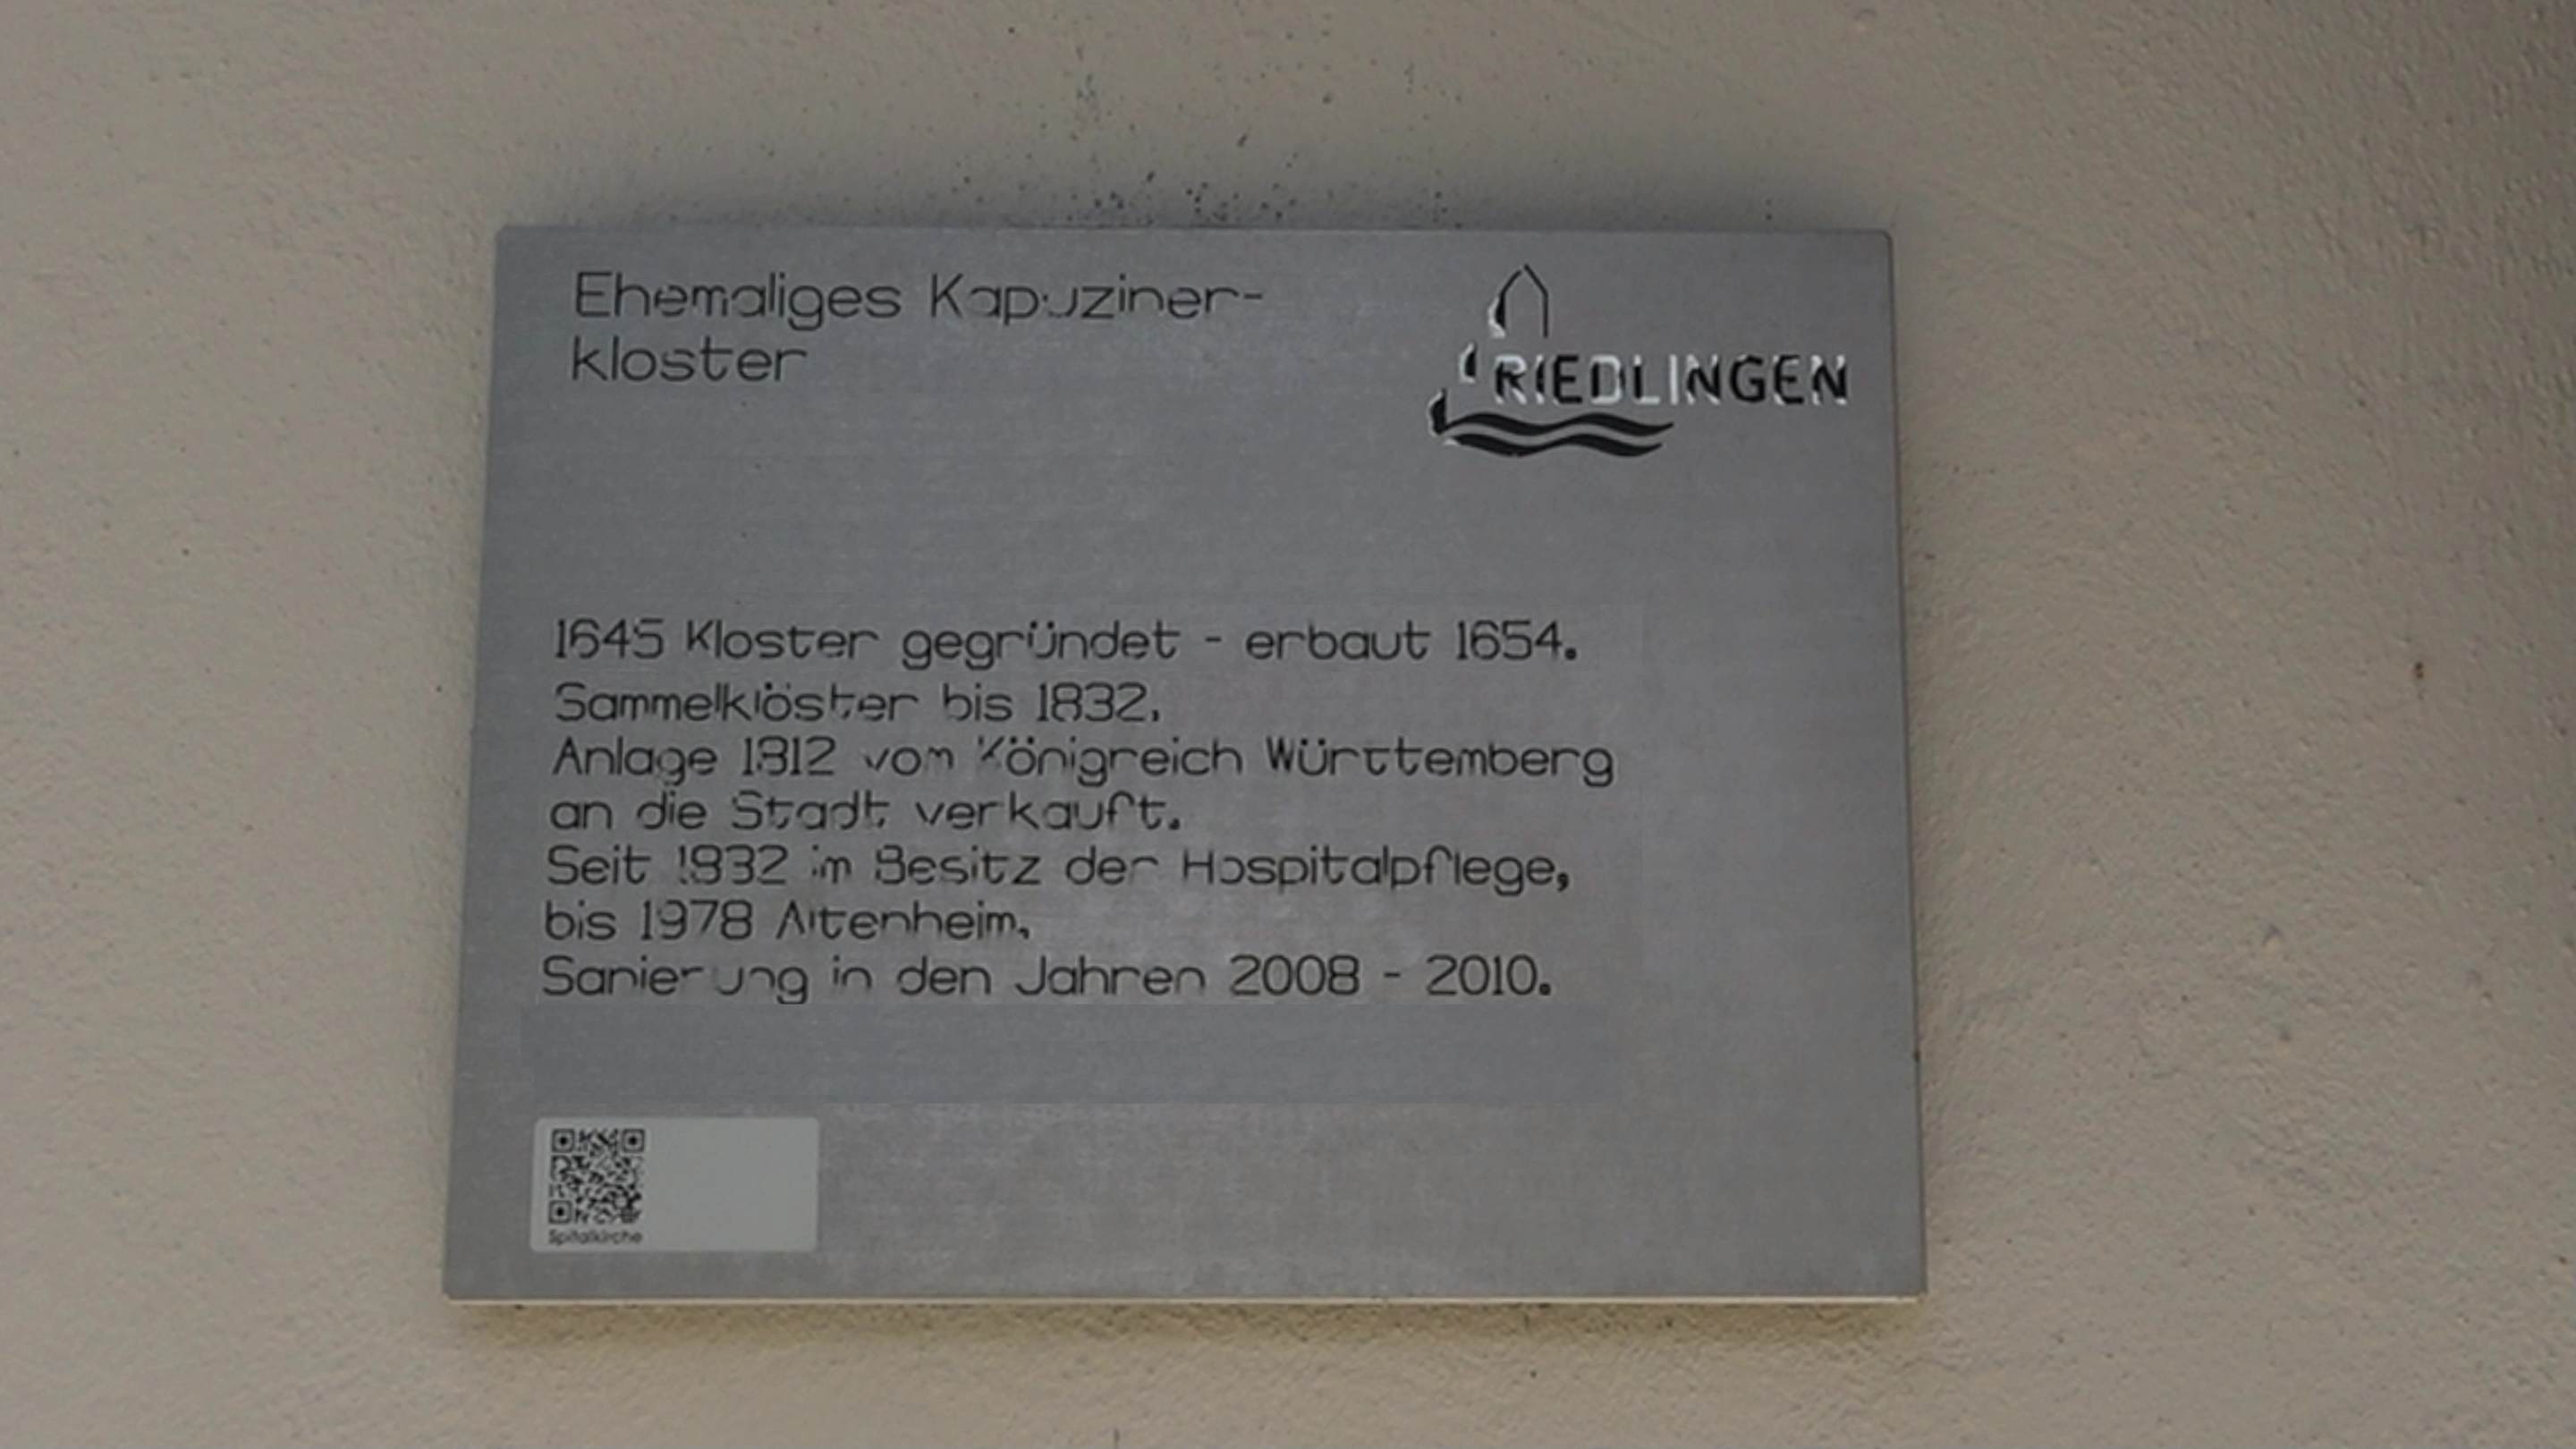 Ehemaliges Kapuziner-
kloster
RIEDLINGEN
1645 Kloster gegründet - erbaut 1654.
Sammelklöster bis 1832,
Anlage 1812 vom Königreich Württemberg
an die Stadt verkauft.
Seit 1832 im Besitz der Hospitalpflege,
bis 1978 Altenheim,
Sanierung in den Jahren 2008 - 2010.
Spitalkirche